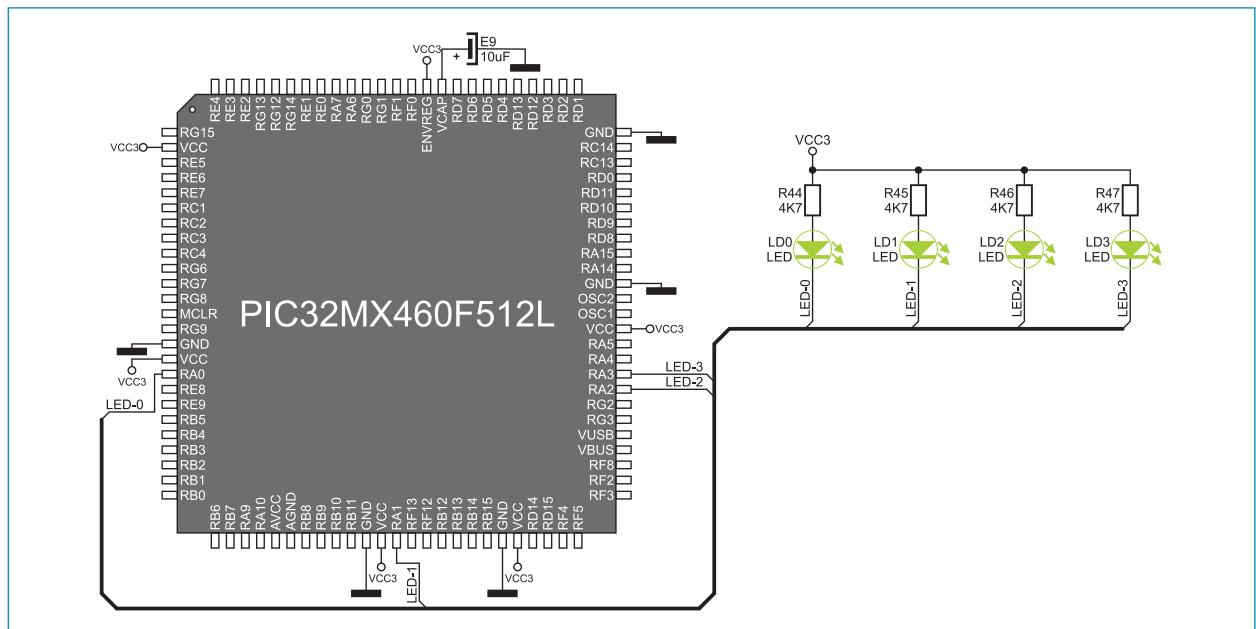 VCC3
E9
+ 10uF
RE4
RE3
RE2
RG13
RG12
RG14
RE1
RE0
RA7
RA6
RG0
RG1
RF1
RF0
ENVREG
VCAP
RD7
RD6
RD5
RD4
RD13
RD12
RD3
RD2
RD1
RG15
VCC3 VCC
RE5
RE6
RE7
RC1
RC2
RC3
RC4
RG6
RG7
RG8
MCLR
RG9
GND
VCC
VCC3
RA0
LED-0
RE8
RE9
RB5
RB4
RB3
RB2
RB1
RB0
PIC32MX460F512L
GND
RC14
RC13
RD0
RD11
RD10
RD9
RD8
RA15
RA14
GND
OSC2
OSC1
VCC VCC3
RA5
RA4
RA3 LED-3
RA2 LED-2
RG2
RG3
VUSB
VBUS
RF8
RF2
RF3
RB6
RB7
RA9
RA10
AVCC
AGND
RB8
RB9
RB10
RB11
GND
VCC
RA1
RF13
RF12
RB12
RB13
RB14
RB15
GND
VCC
RD14
RD15
RF4
RF5
VCC3
LED-1
VCC3
VCC3
R44
4K7
R45
4K7
R46
4K7
R47
4K7
LD0
LED
LD1
LED
LD2
LED
LD3
LED
LED-0
LED-1
LED-2
LED-3